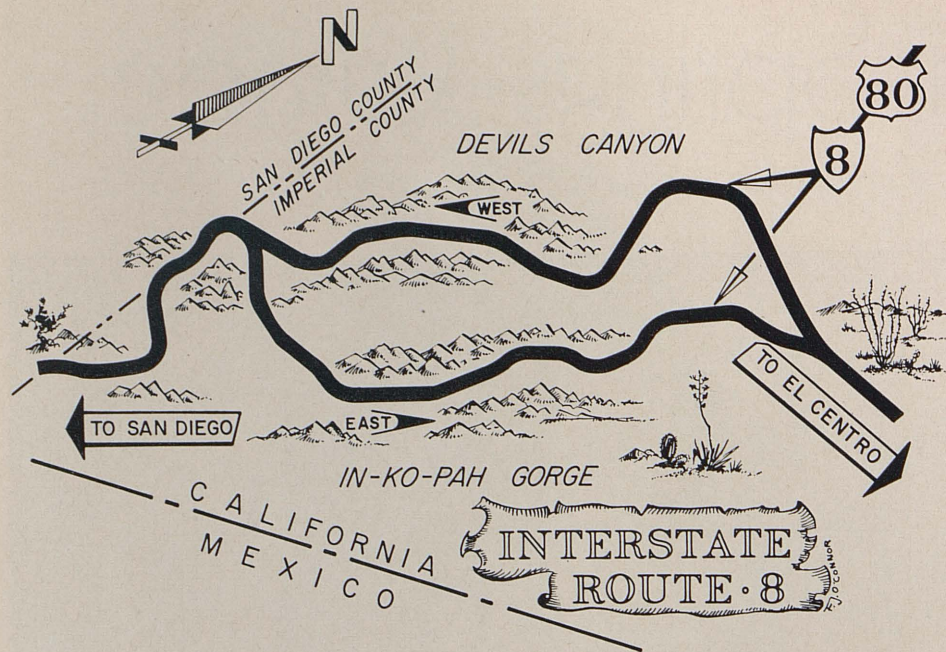 N
SAN DIEGO COUNTY
IMPERIAL COUNTY
DEVILS CANYON
80
8
WEST
TO SAN DIEGO
EAST
TO EL CENTRO
IN-KO-PAH GORGE
CALIFORNIA
MEXICO
INTERSTATE
ROUTE · 8
F.J. O'CONNOR